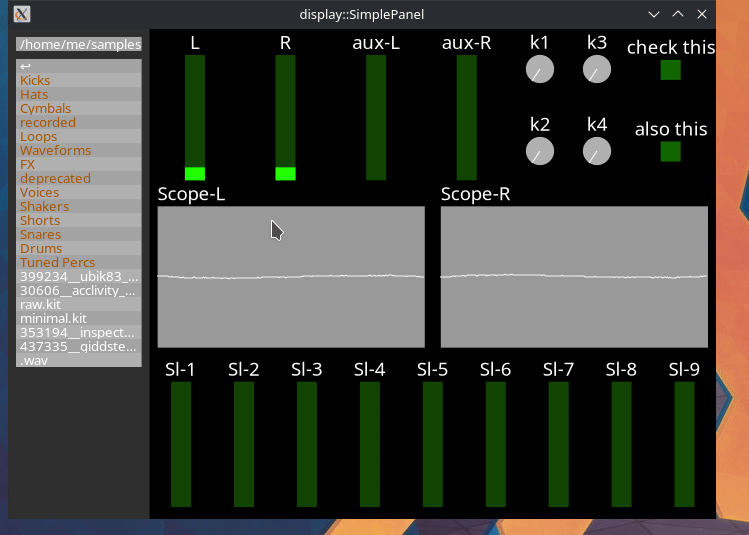 display::SimplePanel
/home/me/samples
↩
Kicks
Hats
Cymbals
recorded
Loops
Waveforms
FX
deprecated
Voices
Shakers
Shorts
Snares
Drums
Tuned Percs
399234__ubik83_...
30606__acclivity_...
raw.kit
minimal.kit
353194__inspect...
437335__giddste...
.wav
L R aux-L aux-R k1 k3 check this
k2 k4 also this
Scope-L Scope-R
Sl-1 Sl-2 Sl-3 Sl-4 Sl-5 Sl-6 Sl-7 Sl-8 Sl-9